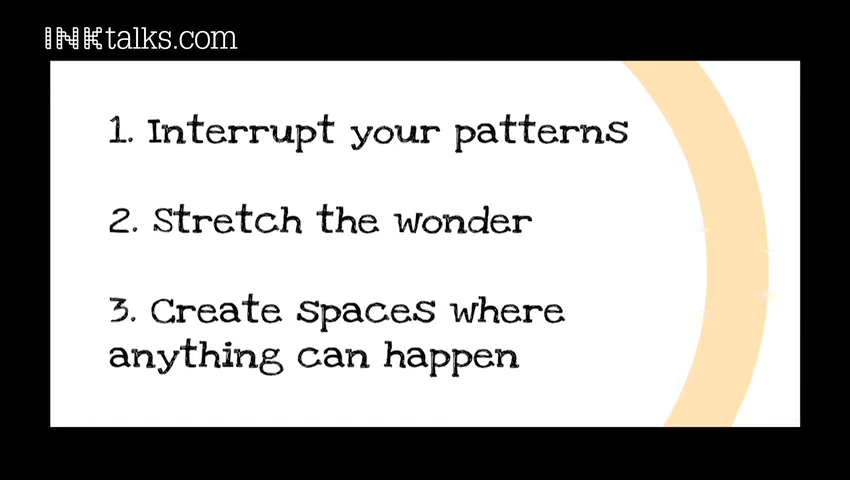 INKtalks.com
1. Interrupt your patterns
2. Stretch the wonder
3. Create spaces where
anything can happen